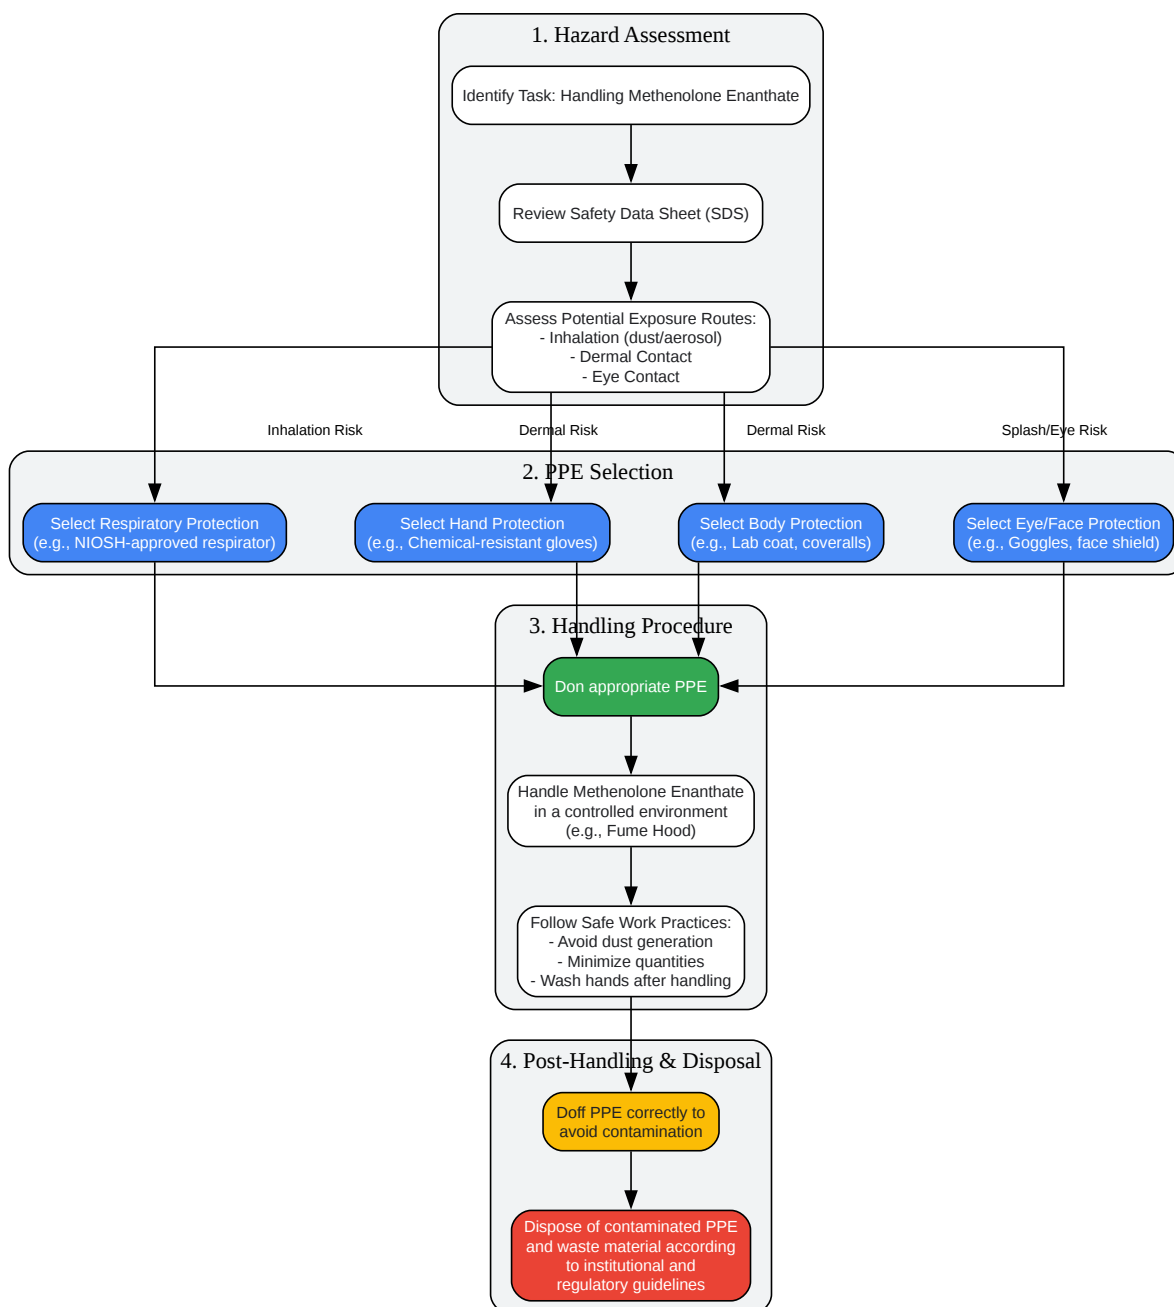 1. Hazard Assessment
Identify Task: Handling Methenolone Enanthate
Review Safety Data Sheet (SDS)
Assess Potential Exposure Routes:
- Inhalation (dust/aerosol)
- Dermal Contact
- Eye Contact
Inhalation Risk
Dermal Risk
Dermal Risk
Splash/Eye Risk
2. PPE Selection
Select Respiratory Protection
(e.g., NIOSH-approved respirator)
Select Hand Protection
(e.g., Chemical-resistant gloves)
Select Body Protection
(e.g., Lab coat, coveralls)
Select Eye/Face Protection
(e.g., Goggles, face shield)
3. Handling Procedure
Don appropriate PPE
Handle Methenolone Enanthate
in a controlled environment
(e.g., Fume Hood)
Follow Safe Work Practices:
- Avoid dust generation
- Minimize quantities
- Wash hands after handling
4. Post-Handling & Disposal
Doff PPE correctly to
avoid contamination
Dispose of contaminated PPE
and waste material according
to institutional and
regulatory guidelines